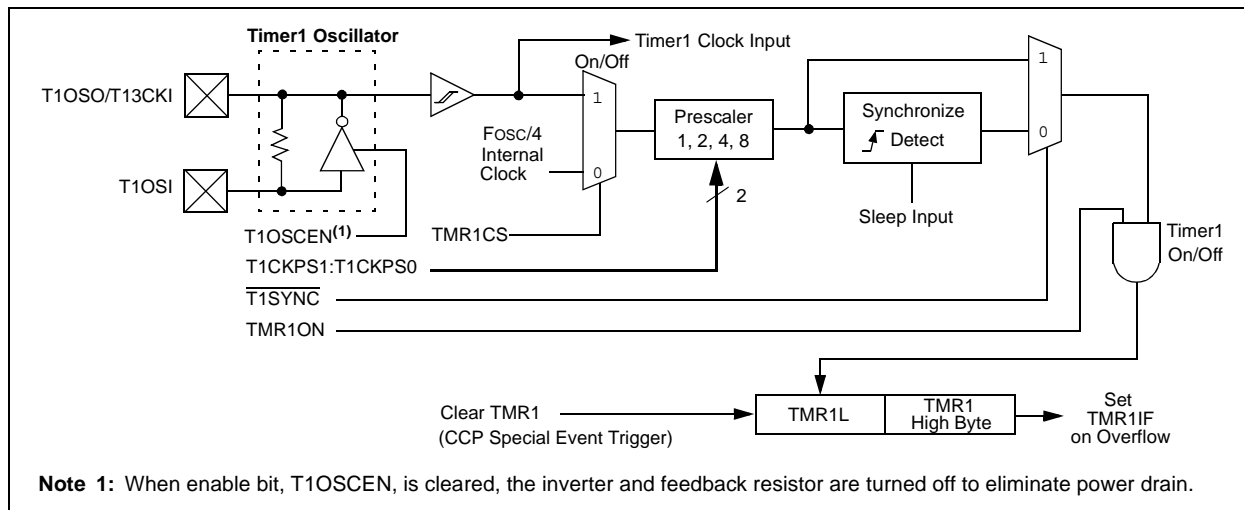 Timer1 Oscillator
Timer1 Clock Input
On/Off
T1OSO/T13CKI
1
1
FOSC/4
Internal
Clock
Prescaler
1, 2, 4, 8
Synchronize
Detect
0
0
T1OSI
2
Sleep Input
T1OSCEN(1)
TMR1CS
Timer1
On/Off
T1CKPS1:T1CKPS0
T1SYNC
TMR1ON
Clear TMR1
(CCP Special Event Trigger)
TMR1L
TMR1
High Byte
Set
TMR1IF
on Overflow
Note 1: When enable bit, T1OSCEN, is cleared, the inverter and feedback resistor are turned off to eliminate power drain.